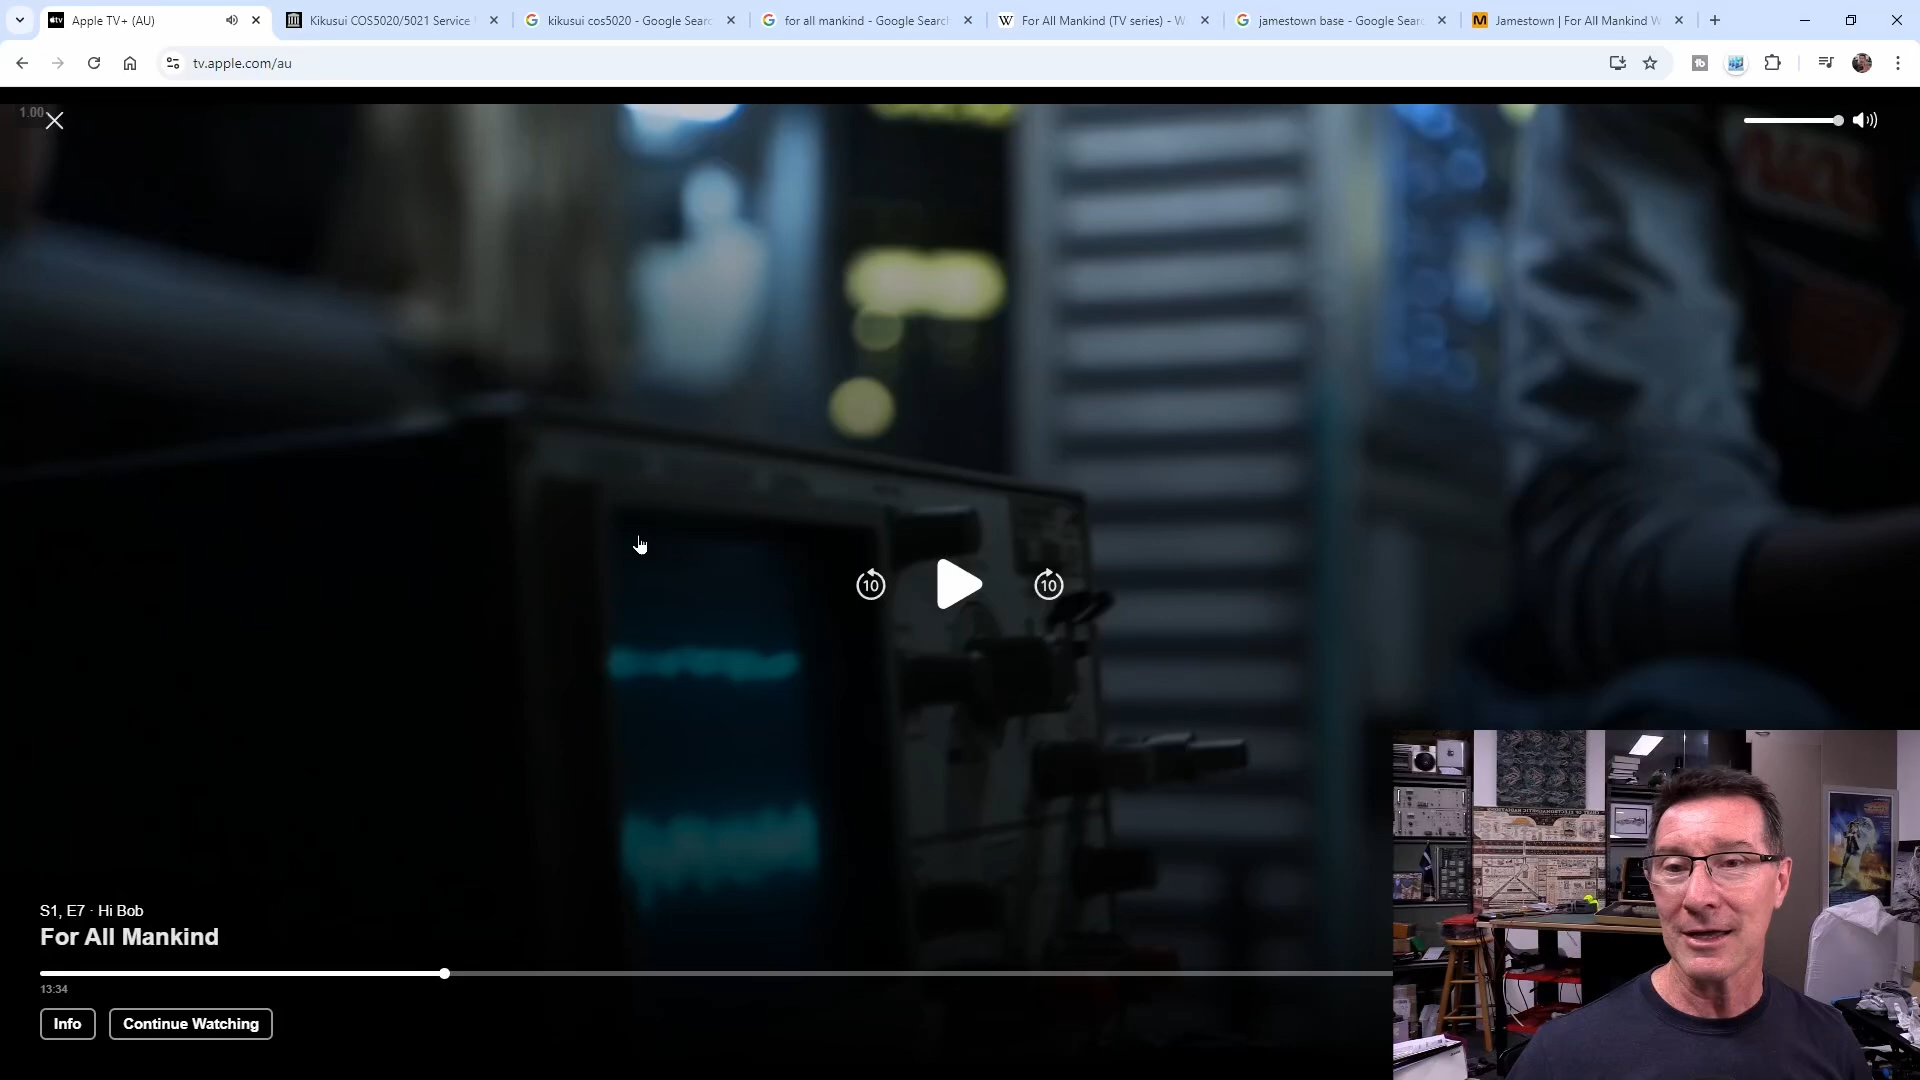 Apple TV+ (AU)
Kikusui COS5020/5021 Service
kikusui cos5020 - Google Searc
for all mankind - Google Search
For All Mankind (TV series) - W
jamestown base - Google Searc
Jamestown | For All Mankind W
tv.apple.com/au
1.00
10
10
S1, E7 · Hi Bob
For All Mankind
13:34
Info
Continue Watching